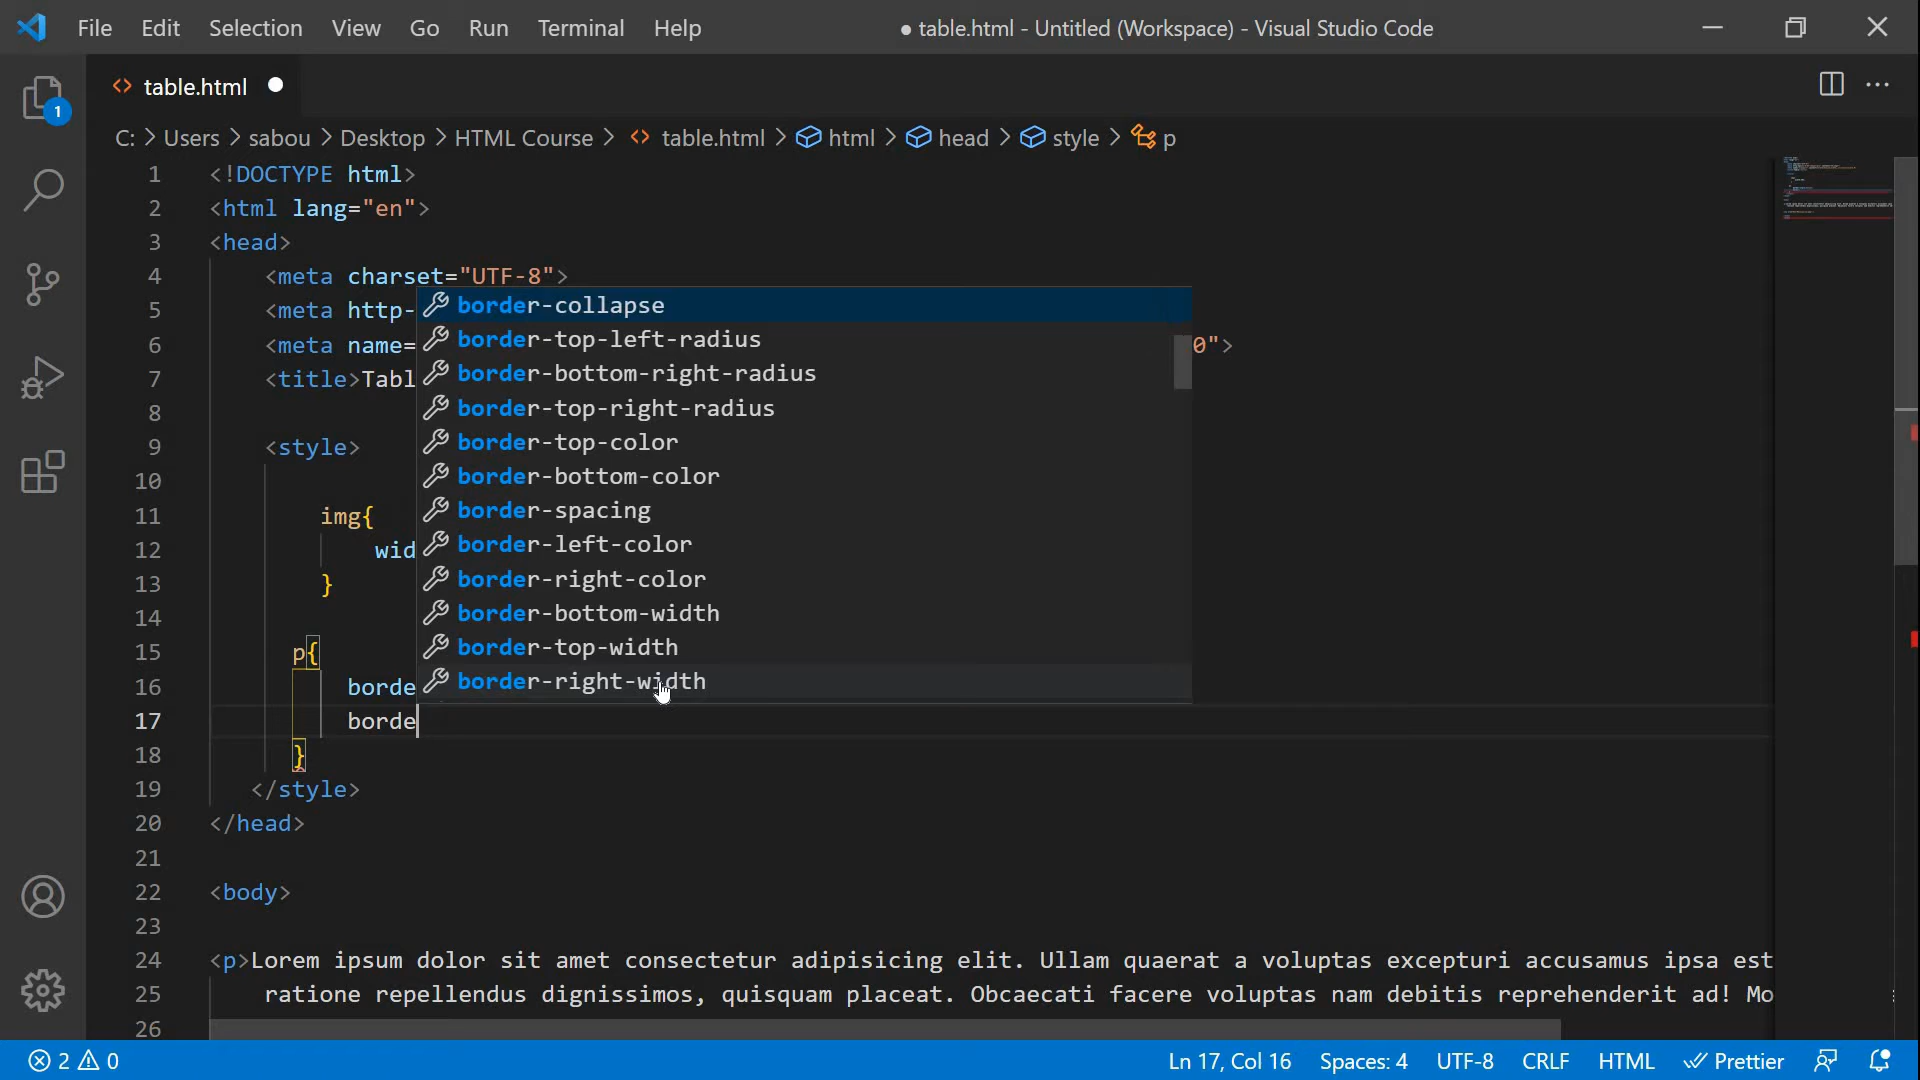 File Edit Selection View Go Run Terminal Help ● table.html - Untitled (Workspace) - Visual Studio Code
table.html
1
C: > Users > sabou > Desktop > HTML Course > table.html > html > head > style > p
1 <!DOCTYPE html>
2 <html lang="en">
3 <head>
4 <meta charset="UTF-8">
5 <meta http-
border-collapse
border-top-left-radius
6 <meta name= 0">
border-bottom-right-radius
7 <title>Tabl
border-top-right-radius
8
border-top-color
9 <style>
border-bottom-color
10
border-spacing
11 img{
border-left-color
12 wid
border-right-color
13 }
border-bottom-width
14
border-top-width
15 p{
border-right-width
16 borde
17 borde
18 }
19 </style>
20 </head>
21
22 <body>
23
24 <p>Lorem ipsum dolor sit amet consectetur adipisicing elit. Ullam quaerat a voluptas excepturi accusamus ipsa est
25 ratione repellendus dignissimos, quisquam placeat. Obcaecati facere voluptas nam debitis reprehenderit ad! Mo
26
2 0 Ln 17, Col 16 Spaces: 4 UTF-8 CRLF HTML Prettier